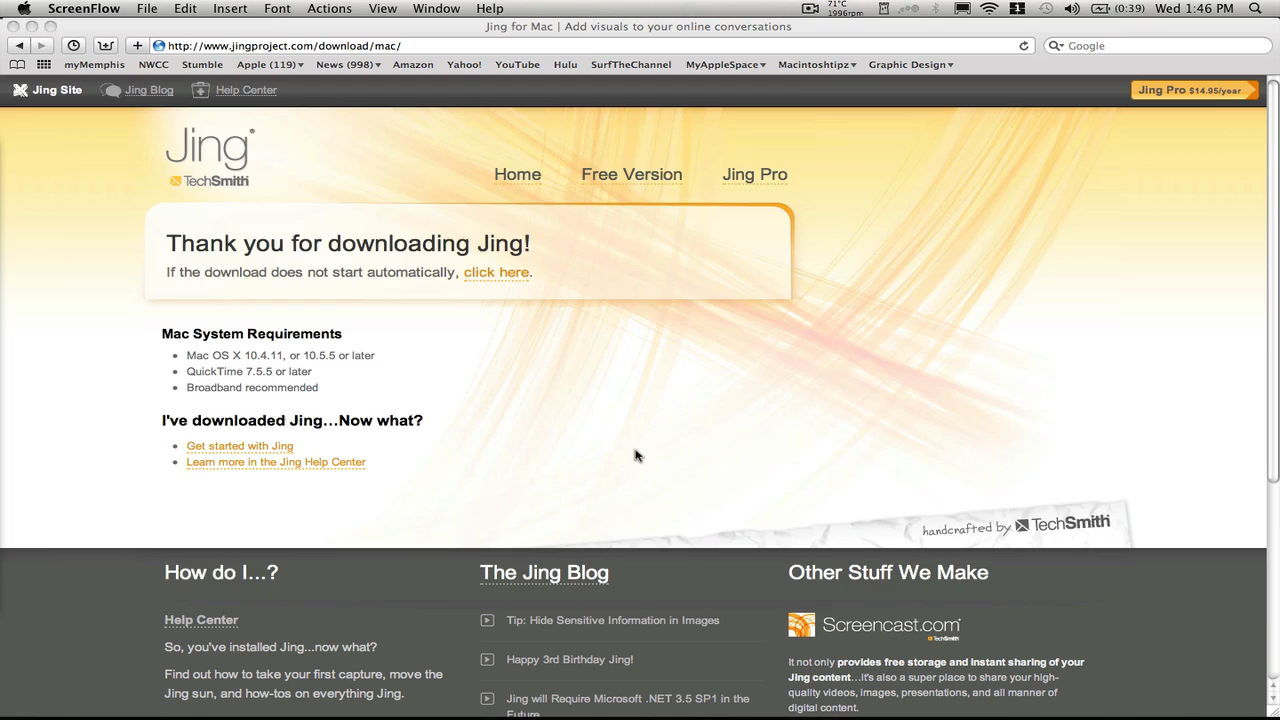 ScreenFlow File Edit Insert Font Actions View Window Help 71°C 1996rpm 1 (0:39) Wed 1:46 PM
Jing for Mac | Add visuals to your online conversations
http://www.jingproject.com/download/mac/ Google
myMemphis NWCC Stumble Apple (119) News (998) Amazon Yahoo! YouTube Hulu SurfTheChannel MyAppleSpace Macintoshtipz Graphic Design
Jing Site Jing Blog Help Center Jing Pro $14.95/year
Jing®
TechSmith
Home Free Version Jing Pro
Thank you for downloading Jing!
If the download does not start automatically, click here.
Mac System Requirements
• Mac OS X 10.4.11, or 10.5.5 or later
• QuickTime 7.5.5 or later
• Broadband recommended
I've downloaded Jing...Now what?
• Get started with Jing
• Learn more in the Jing Help Center
handcrafted by TechSmith
How do I...?
Help Center
So, you've installed Jing...now what?
Find out how to take your first capture, move the
Jing sun, and how-tos on everything Jing.
The Jing Blog
Tip: Hide Sensitive Information in Images
Happy 3rd Birthday Jing!
Jing will Require Microsoft .NET 3.5 SP1 in the
Future
Other Stuff We Make
Screencast.com
TechSmith
It not only provides free storage and instant sharing of your
Jing content...it's also a super place to share your high-
quality videos, images, presentations, and all manner of
digital content.